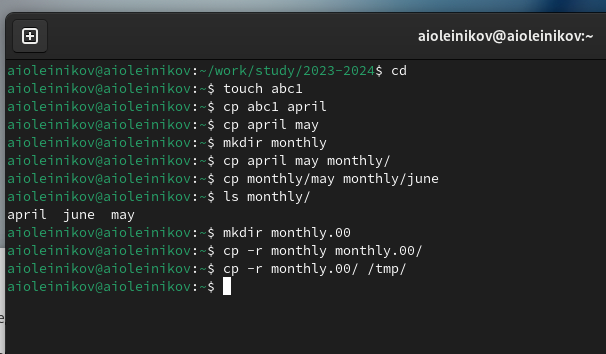 aioleinikov@aioleinikov:~
aioleinikov@aioleinikov:~/work/study/2023-2024$ cd
aioleinikov@aioleinikov:~$ touch abc1
aioleinikov@aioleinikov:~$ cp abc1 april
aioleinikov@aioleinikov:~$ cp april may
aioleinikov@aioleinikov:~$ mkdir monthly
aioleinikov@aioleinikov:~$ cp april may monthly/
aioleinikov@aioleinikov:~$ cp monthly/may monthly/june
aioleinikov@aioleinikov:~$ ls monthly/
april  june  may
aioleinikov@aioleinikov:~$ mkdir monthly.00
aioleinikov@aioleinikov:~$ cp -r monthly monthly.00/
aioleinikov@aioleinikov:~$ cp -r monthly.00/ /tmp/
aioleinikov@aioleinikov:~$